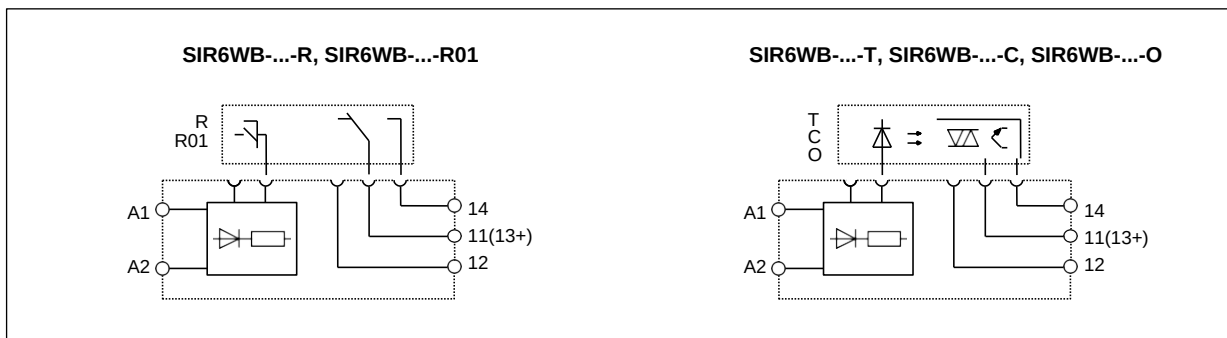 SIR6WB-...-R, SIR6WB-...-R01
R
R01
A1
A2
14
11(13+)
12
SIR6WB-...-T, SIR6WB-...-C, SIR6WB-...-O
T
C
O
A1
A2
14
11(13+)
12